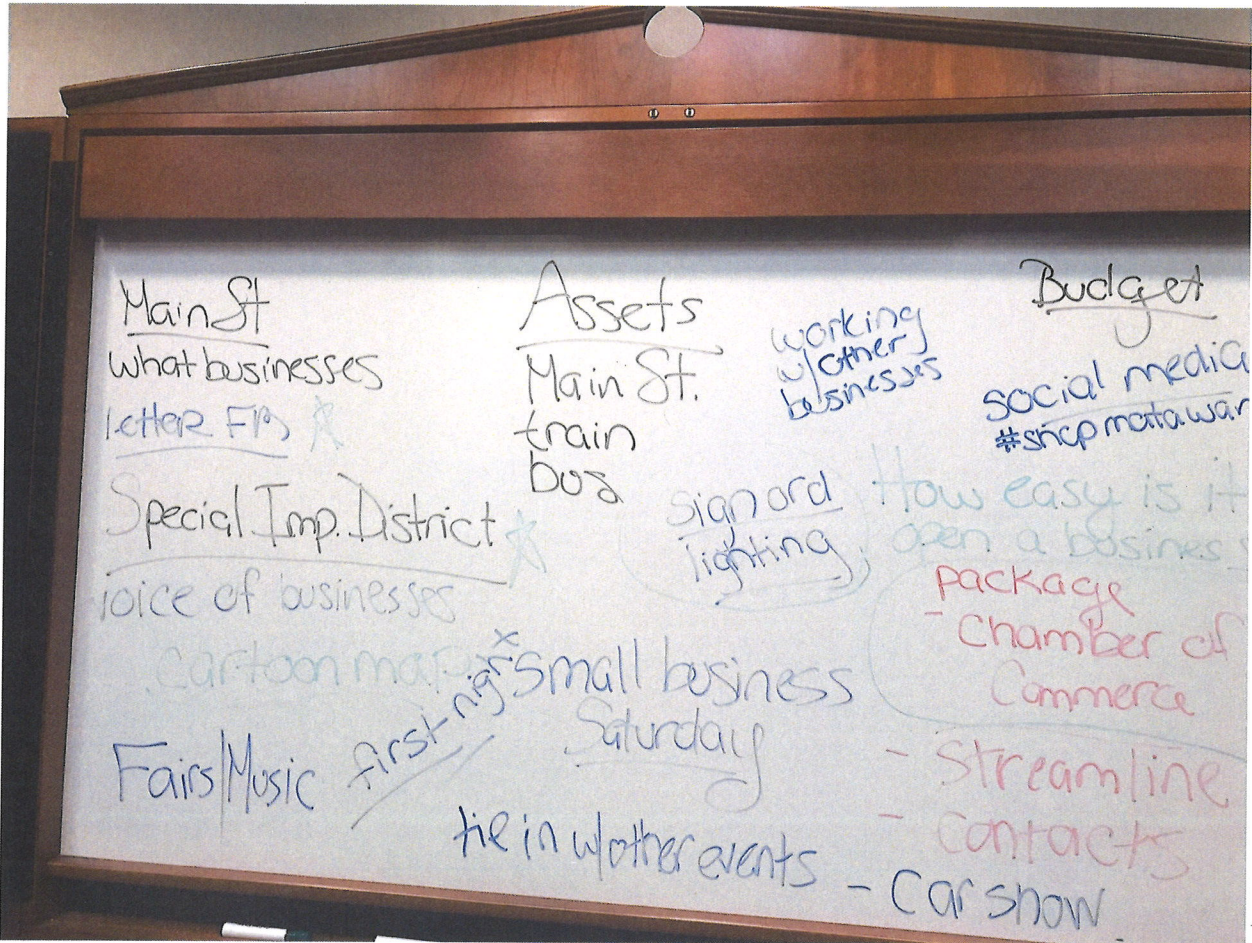 Main St
what businesses
letter FM
Special Imp. District
voice of businesses
cartoon map
Fairs/Music
first night
Assets
Main St.
train
bus
working
w/other
businesses
sign ord
lighting
small business
Saturday
tie in w/other events
- Car show
Budget
social media
#shopmatawan
How easy is it
open a business
package
- Chamber of
Commerce
- Streamline
- contacts